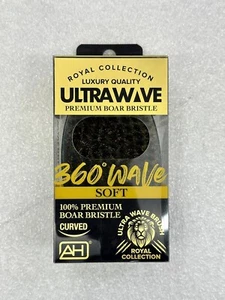 ROYAL COLLECTION
LUXURY QUALITY
ULTRAWAVE
PREMIUM BOAR BRISTLE
360° WAVE
SOFT
100% PREMIUM
BOAR BRISTLE
CURVED
AH
ULTRA WAVE BRUSH
ROYAL
COLLECTION